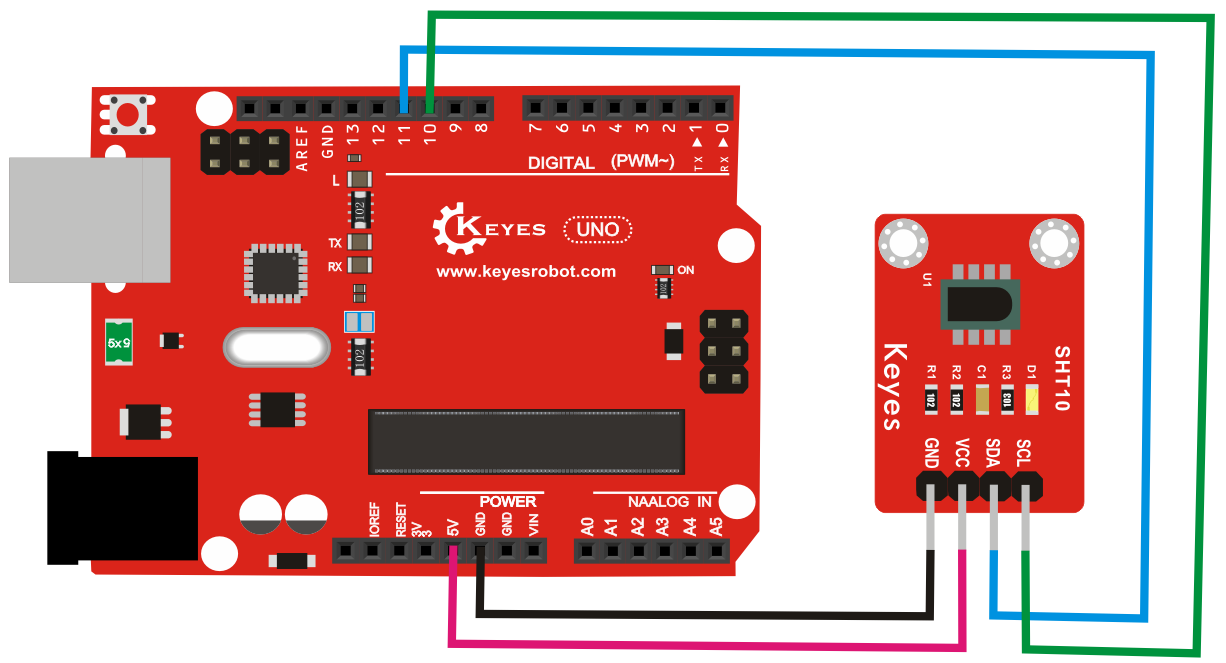 AREF
GND
13
12
11
10
9
8
7
6
5
4
3
2
TX ▶1
RX ▶0
DIGITAL (PWM~)
L
102
TX
RX
KEYES UNO
www.keyesrobot.com
ON
102
5x5
102
POWER
NAALOG IN
IOREF
RESET
3V
3x
5V
GND
GND
VIN
A0
A1
A2
A3
A4
A5
U1
Keyes
SHT10
R1
R2
C1
R3
D1
102
102
103
GND
VCC
SDA
SCL